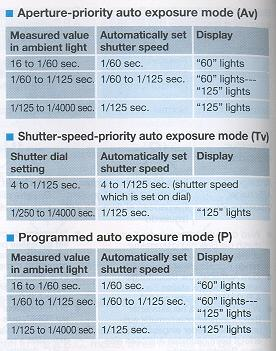 ■ Aperture-priority auto exposure mode (Av)
Measured value Automatically set Display
in ambient light shutter speed
16 to 1/60 sec. 1/60 sec. “60” lights
1/60 to 1/125 sec. 1/60 to 1/125 sec. “60” lights---
“125” lights
1/125 to 1/4000 sec. 1/125 sec. “125” lights
■ Shutter-speed-priority auto exposure mode (Tv)
Shutter dial Automatically set Display
setting shutter speed
4 to 1/125 sec. 4 to 1/125 sec. (shutter speed
which is set on dial)
1/250 to 1/4000 sec. 1/125 sec. “125” lights
■ Programmed auto exposure mode (P)
Measured value Automatically set Display
in ambient light shutter speed
16 to 1/60 sec. 1/60 sec. “60” lights
1/60 to 1/125 sec. 1/60 to 1/125 sec. “60” lights---
“125” lights
1/125 to 1/4000 sec. 1/125 sec. “125” lights